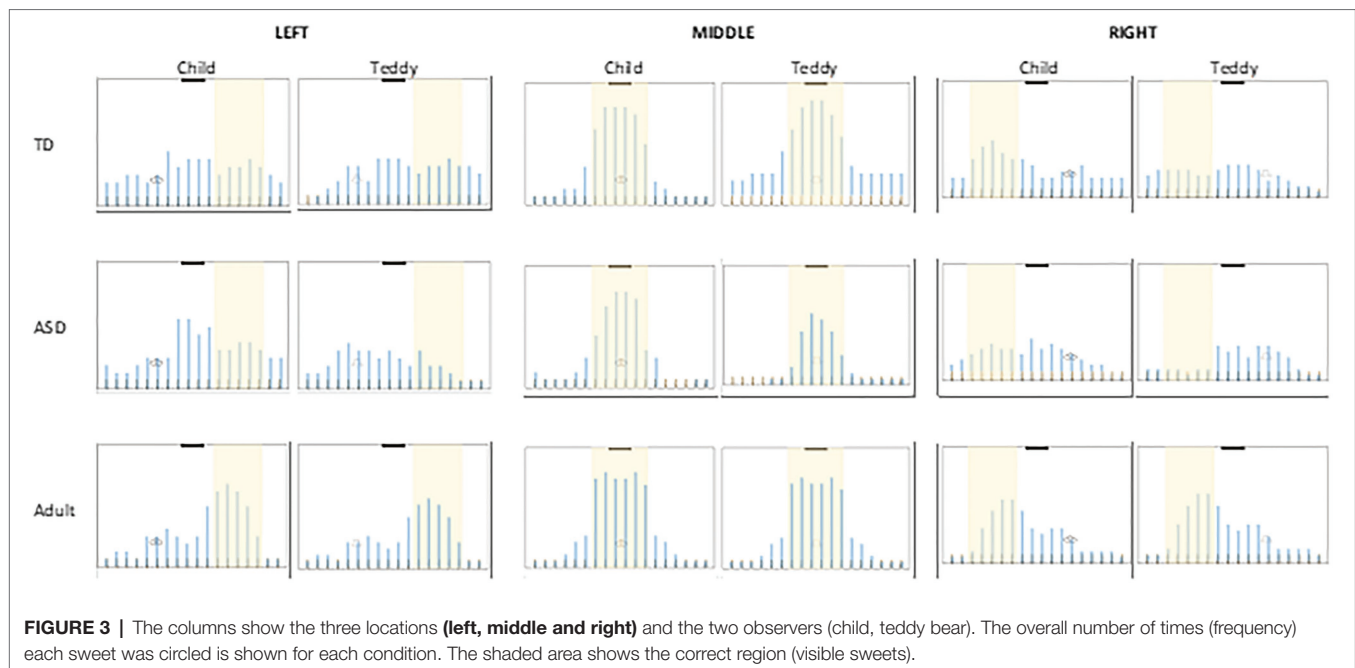 LEFT MIDDLE RIGHT
Child Teddy Child Teddy Child Teddy
TD
ASD
Adult
FIGURE 3 | The columns show the three locations (left, middle and right) and the two observers (child, teddy bear). The overall number of times (frequency)
each sweet was circled is shown for each condition. The shaded area shows the correct region (visible sweets).